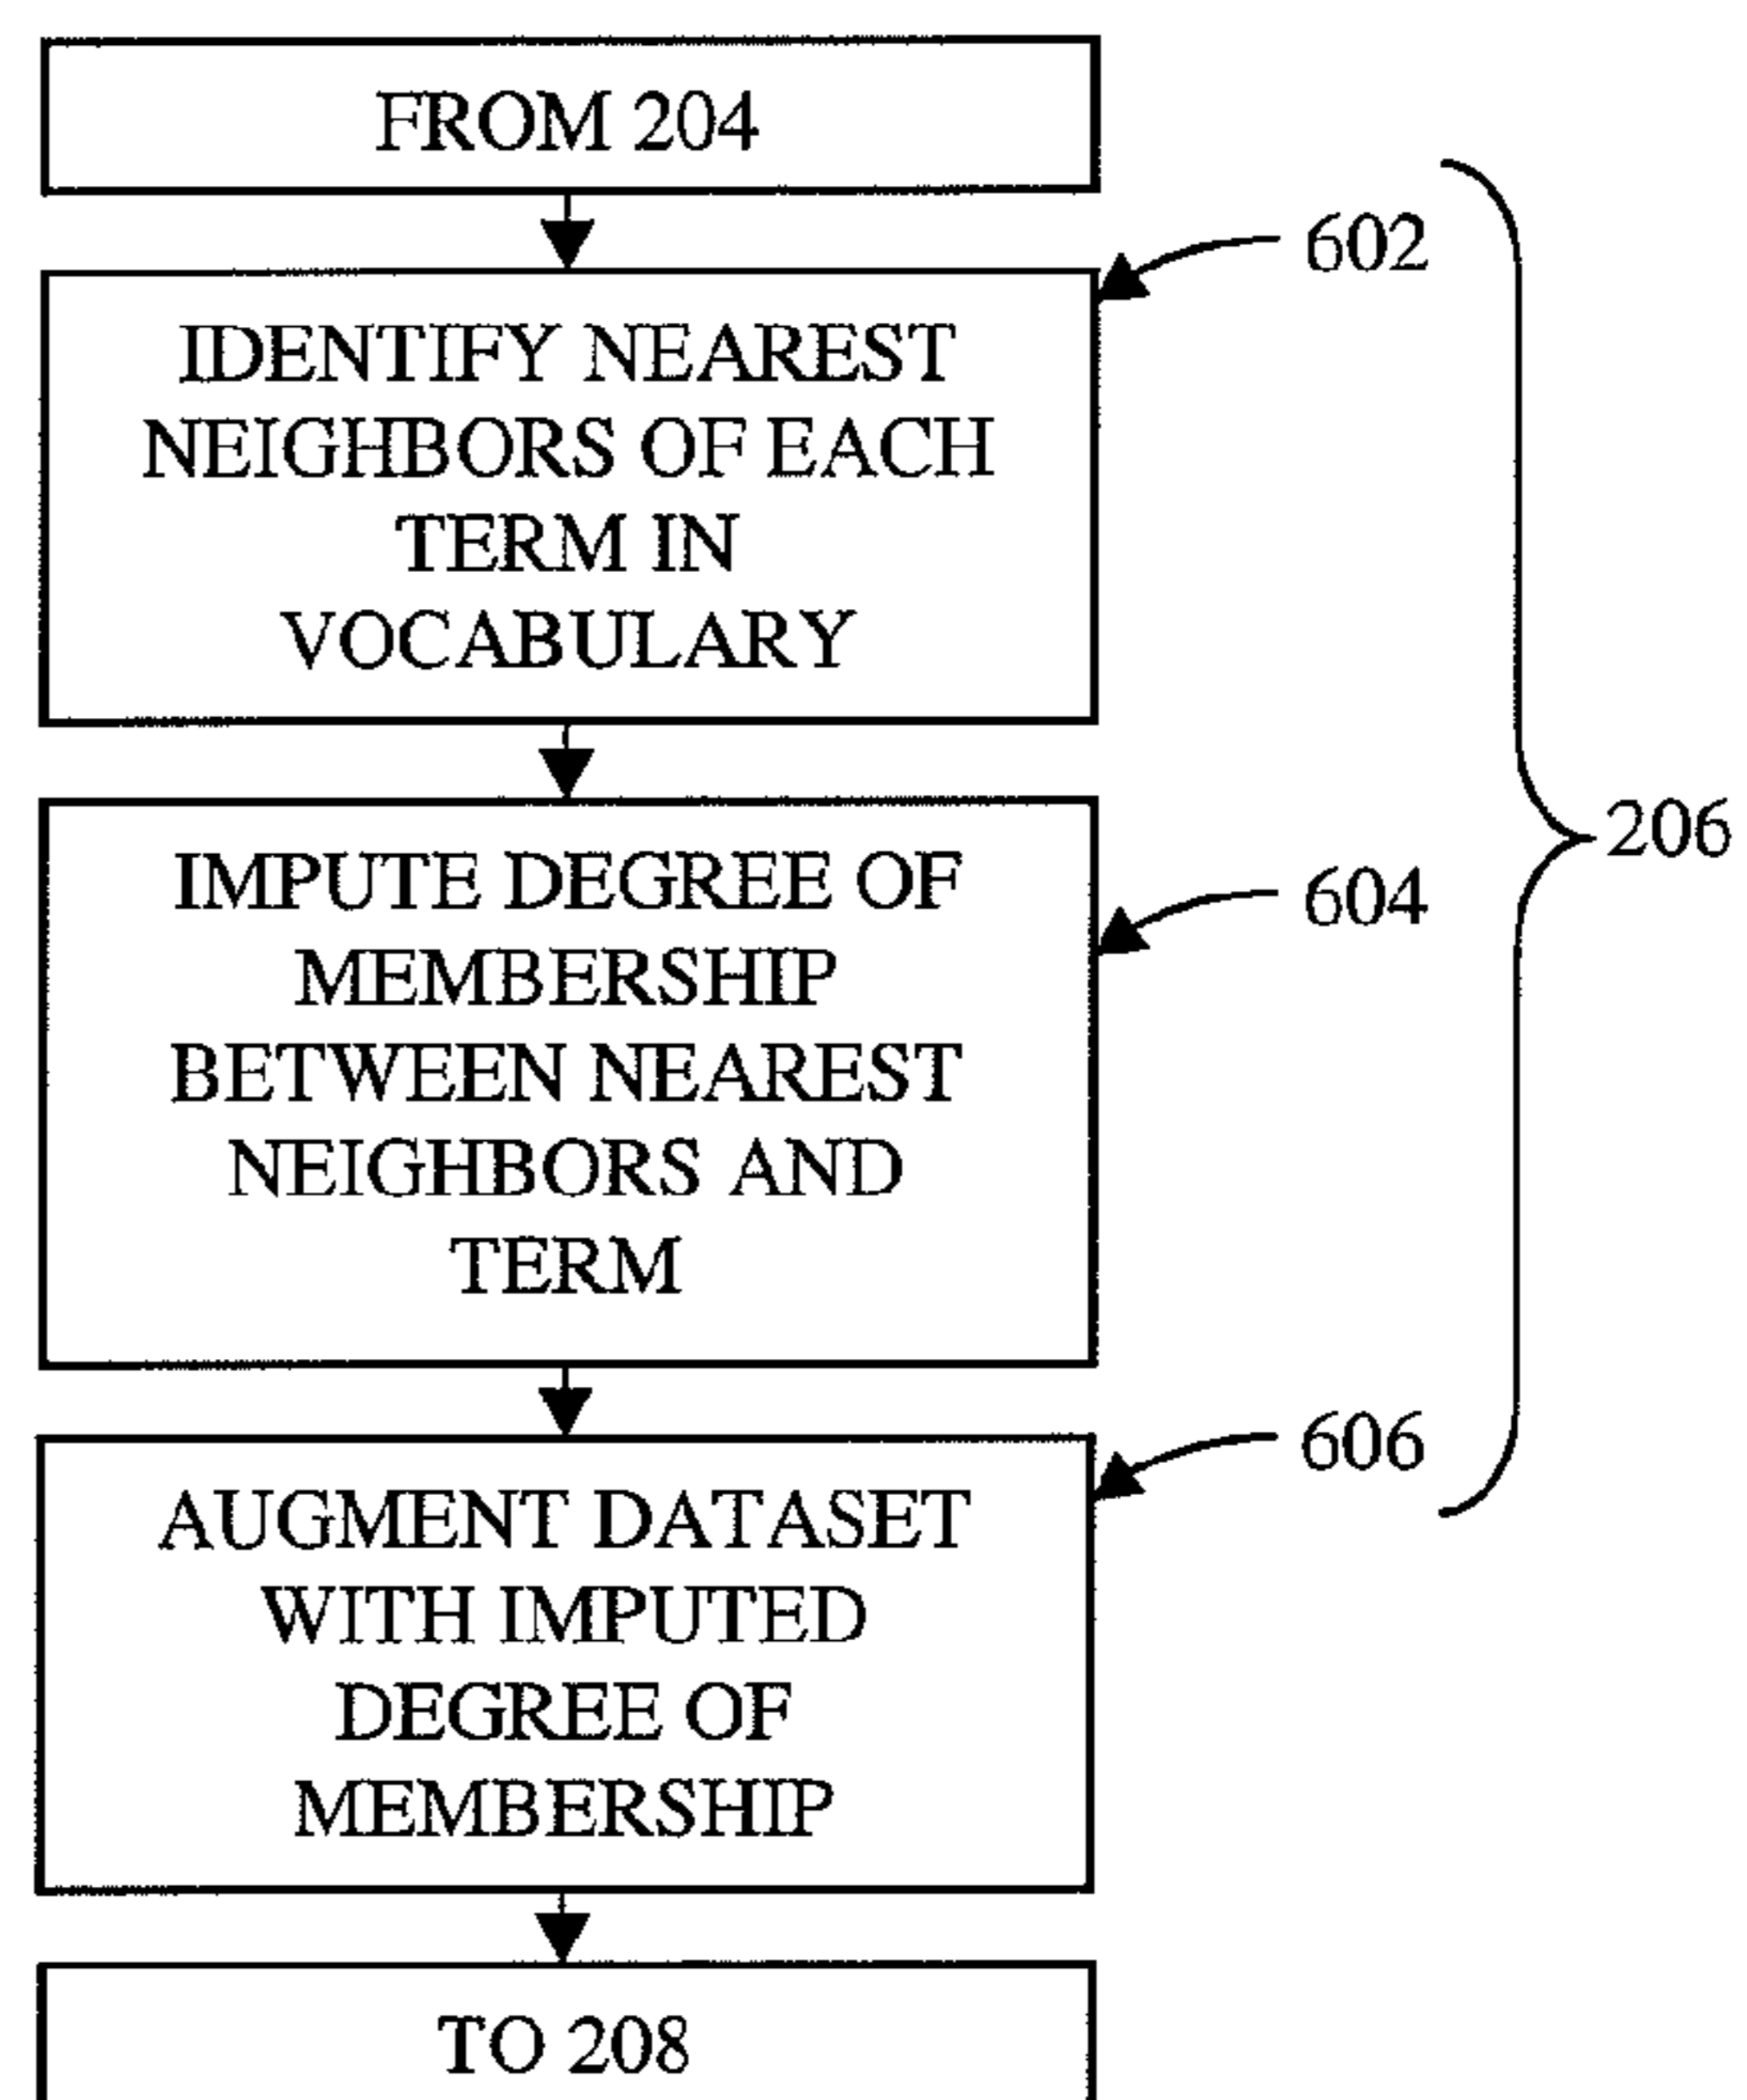 FROM 204
602
IDENTIFY NEAREST
NEIGHBORS OF EACH
TERM IN
VOCABULARY
206
604
IMPUTE DEGREE OF
MEMBERSHIP
BETWEEN NEAREST
NEIGHBORS AND
TERM
606
AUGMENT DATASET
WITH IMPUTED
DEGREE OF
MEMBERSHIP
TO 208